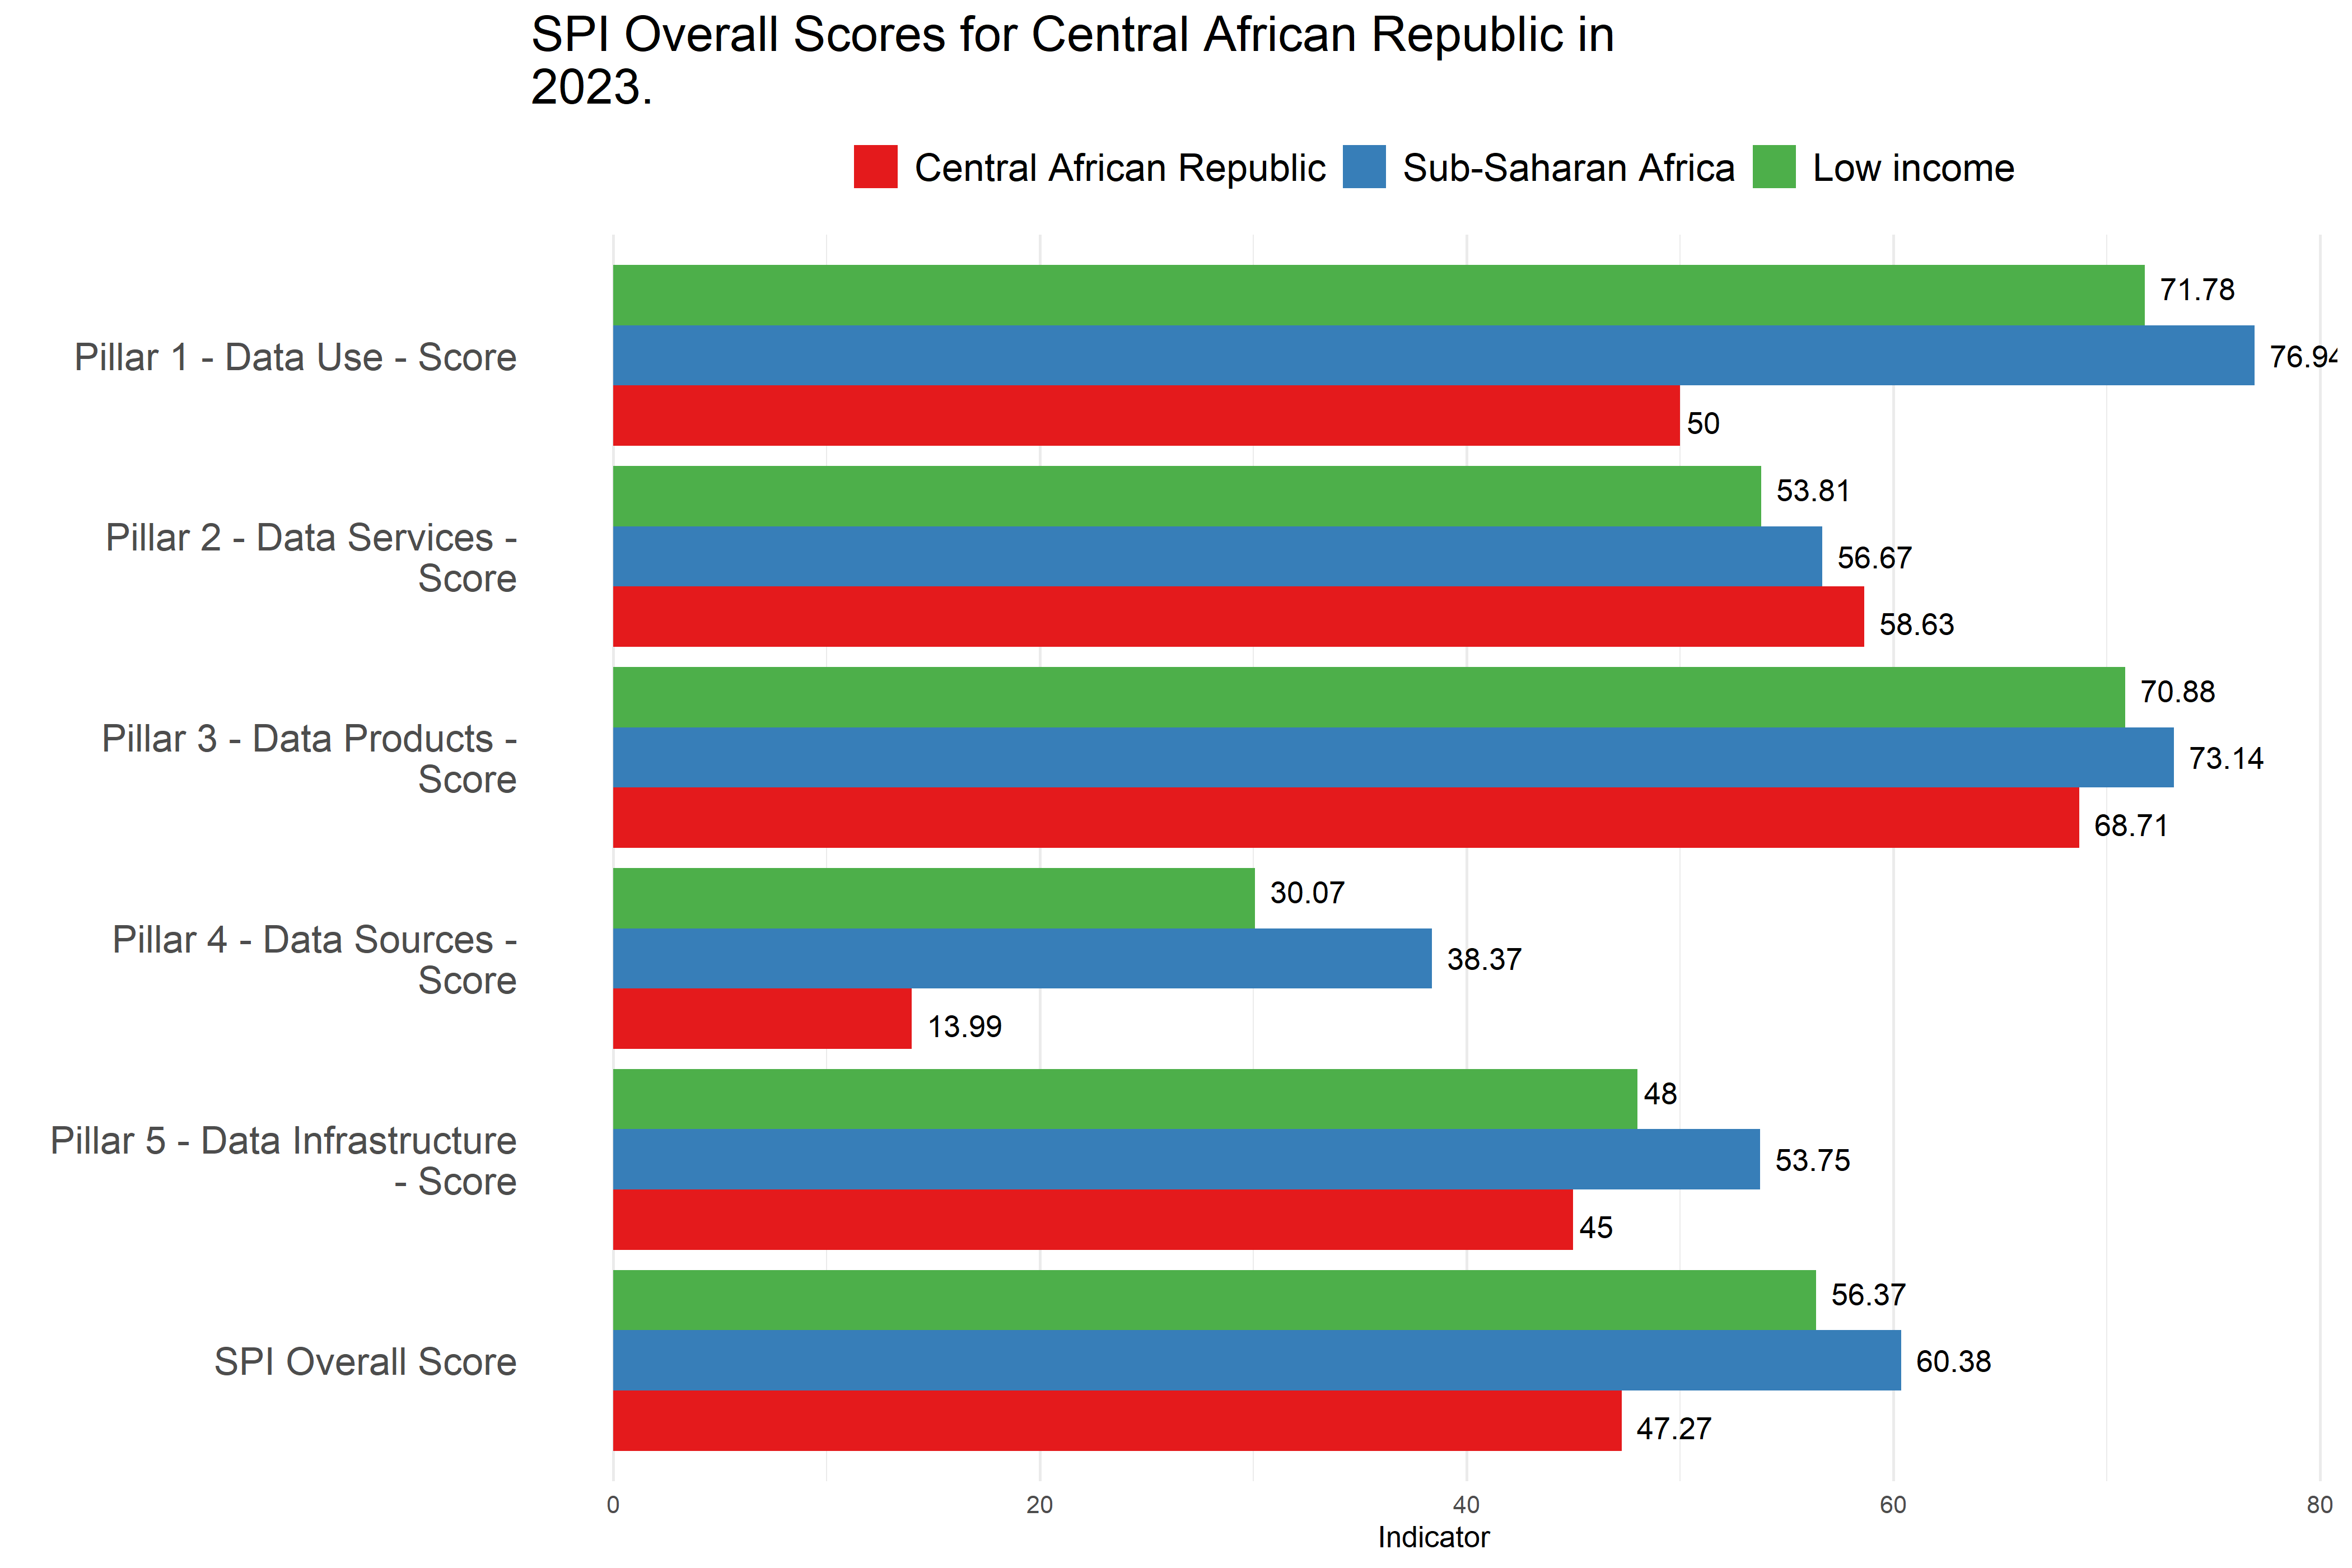 SPI Overall Scores for Central African Republic in
2023.
Central African Republic Sub-Saharan Africa Low income
Pillar 1 - Data Use - Score
71.78
76.94
50
Pillar 2 - Data Services -
Score
53.81
56.67
58.63
Pillar 3 - Data Products -
Score
70.88
73.14
68.71
Pillar 4 - Data Sources -
Score
30.07
38.37
13.99
Pillar 5 - Data Infrastructure
- Score
48
53.75
45
SPI Overall Score
56.37
60.38
47.27
0 20 40 60 80
Indicator